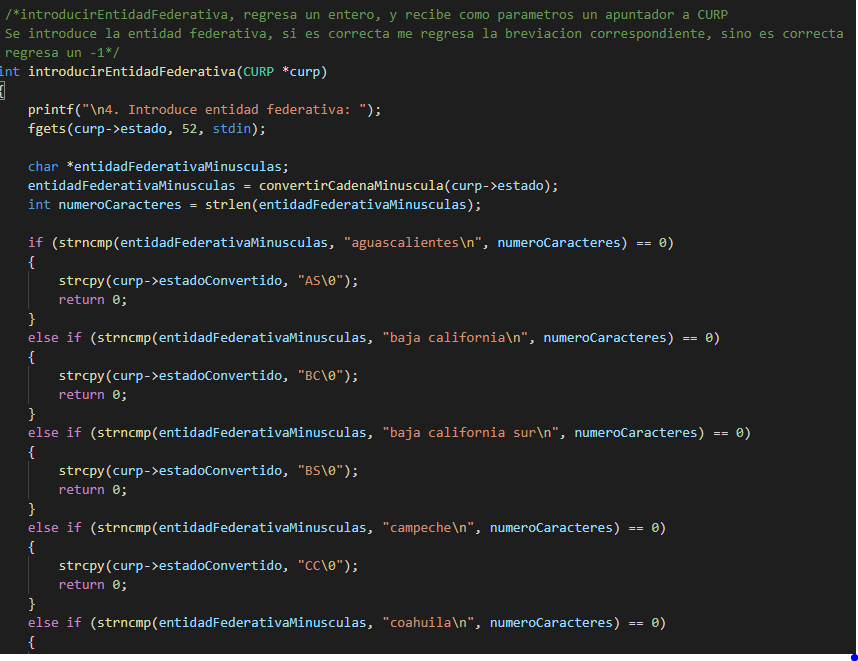 /*introducirEntidadFederativa, regresa un entero, y recibe como parametros un apuntador a CURP
Se introduce la entidad federativa, si es correcta me regresa la breviacion correspondiente, sino es correcta
regresa un -1*/
int introducirEntidadFederativa(CURP *curp)
{
    printf("\n4. Introduce entidad federativa: ");
    fgets(curp->estado, 52, stdin);
    char *entidadFederativaMinusculas;
    entidadFederativaMinusculas = convertirCadenaMinuscula(curp->estado);
    int numeroCaracteres = strlen(entidadFederativaMinusculas);
    if (strncmp(entidadFederativaMinusculas, "aguascalientes\n", numeroCaracteres) == 0)
    {
        strcpy(curp->estadoConvertido, "AS\0");
        return 0;
    }
    else if (strncmp(entidadFederativaMinusculas, "baja california\n", numeroCaracteres) == 0)
    {
        strcpy(curp->estadoConvertido, "BC\0");
        return 0;
    }
    else if (strncmp(entidadFederativaMinusculas, "baja california sur\n", numeroCaracteres) == 0)
    {
        strcpy(curp->estadoConvertido, "BS\0");
        return 0;
    }
    else if (strncmp(entidadFederativaMinusculas, "campeche\n", numeroCaracteres) == 0)
    {
        strcpy(curp->estadoConvertido, "CC\0");
        return 0;
    }
    else if (strncmp(entidadFederativaMinusculas, "coahuila\n", numeroCaracteres) == 0)
    {